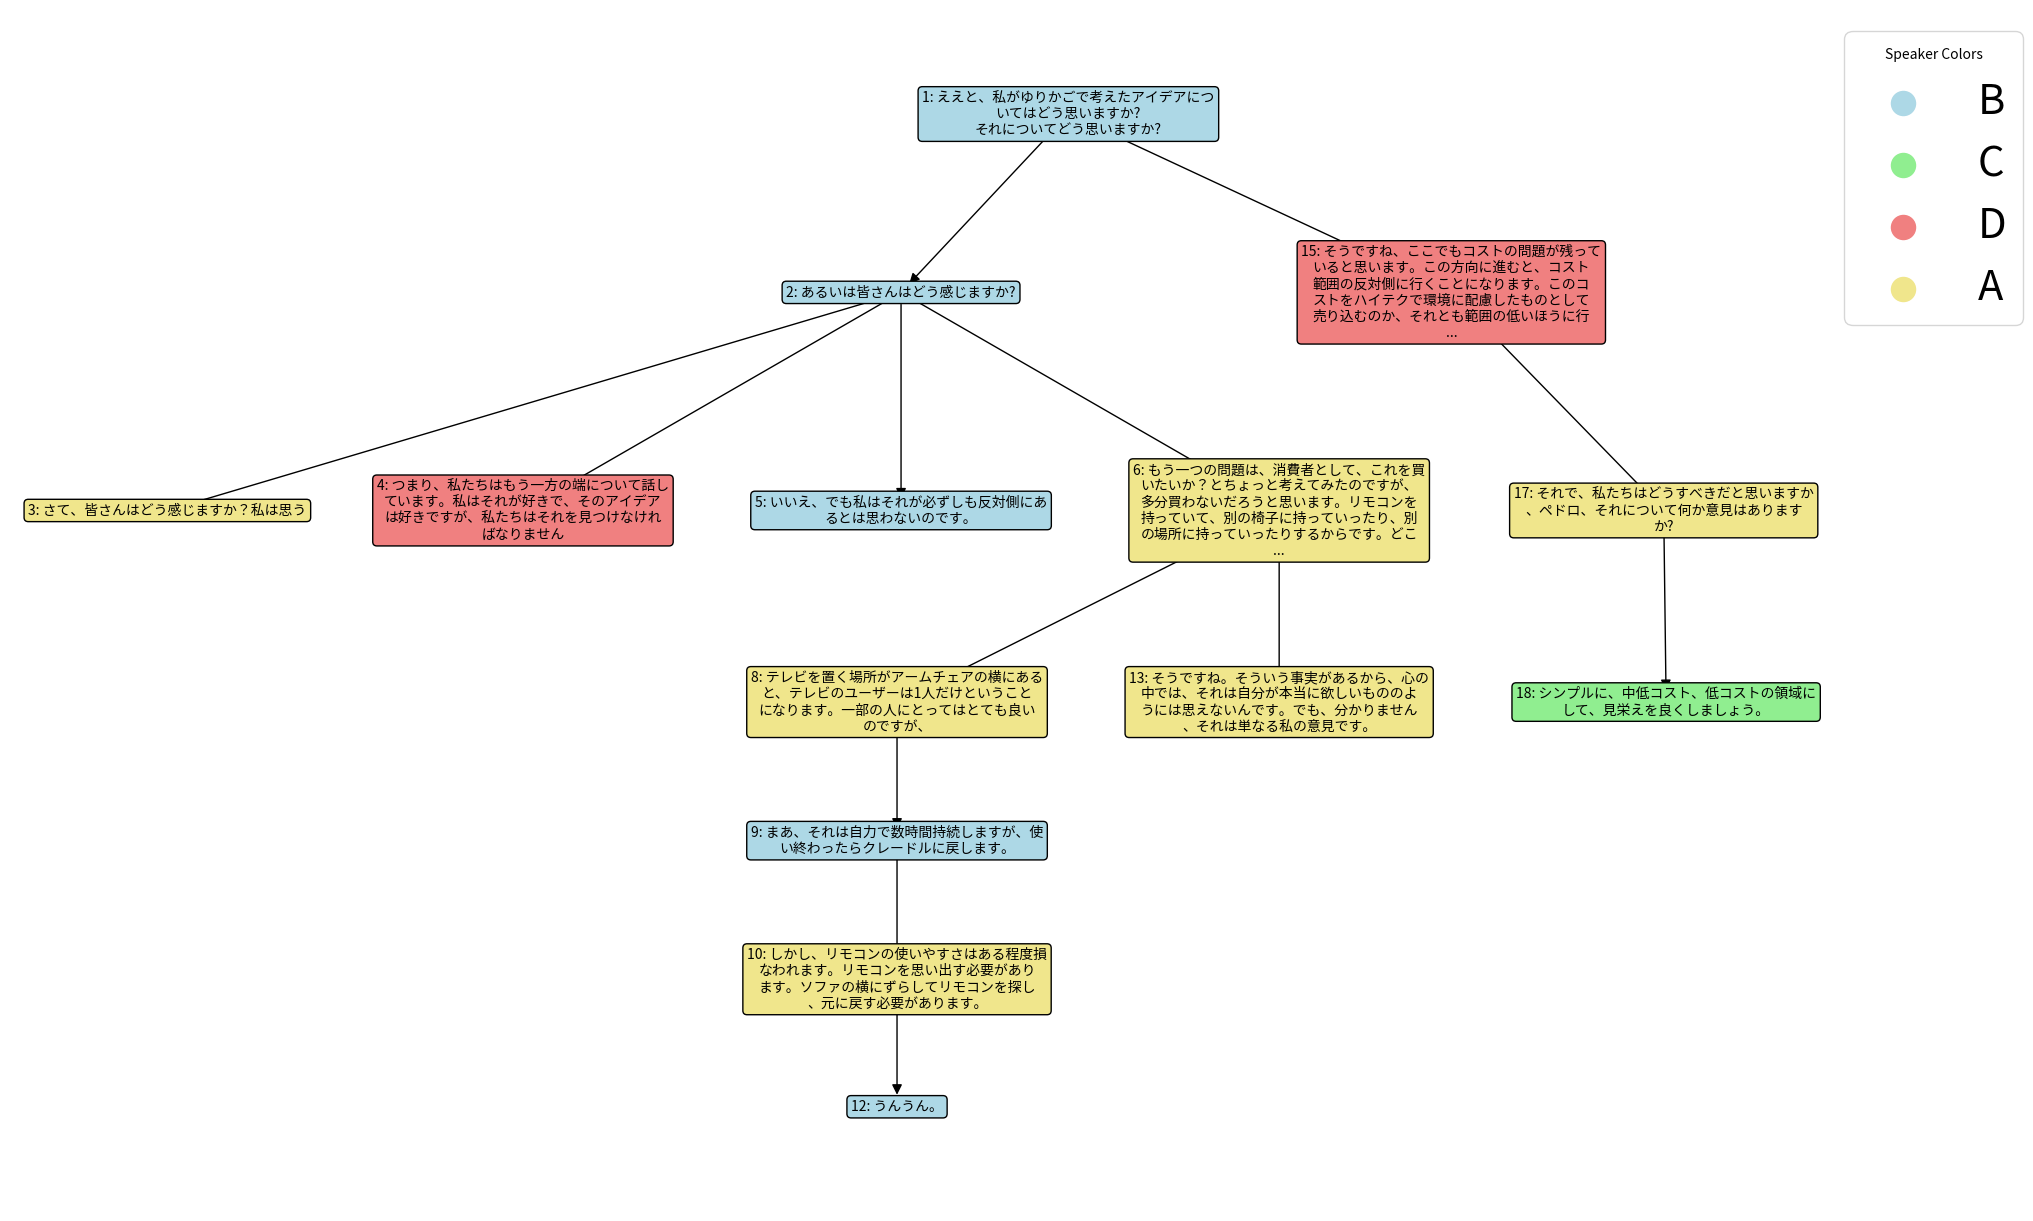 Speaker Colors
B
C
D
A
1: ええと、私がゆりかごで考えたアイデアにつ
いてはどう思いますか?
それについてどう思いますか?
2: あるいは皆さんはどう感じますか?
15: そうですね、ここでもコストの問題が残って
いると思います。この方向に進むと、コスト
範囲の反対側に行くことになります。このコ
ストをハイテクで環境に配慮したものとして
売り込むのか、それとも範囲の低いほうに行
...
3: さて、皆さんはどう感じますか？私は思う
4: つまり、私たちはもう一方の端について話し
ています。私はそれが好きで、そのアイデア
は好きですが、私たちはそれを見つけなけれ
ばなりません
5: いいえ、でも私はそれが必ずしも反対側にあ
るとは思わないのです。
6: もう一つの問題は、消費者として、これを買
いたいか？とちょっと考えてみたのですが、
多分買わないだろうと思います。リモコンを
持っていて、別の椅子に持っていったり、別
の場所に持っていったりするからです。どこ
...
17: それで、私たちはどうすべきだと思いますか
、ペドロ、それについて何か意見はあります
か?
8: テレビを置く場所がアームチェアの横にある
と、テレビのユーザーは1人だけということ
になります。一部の人にとってはとても良い
のですが、
13: そうですね。そういう事実があるから、心の
中では、それは自分が本当に欲しいもののよ
うには思えないんです。でも、分かりません
、それは単なる私の意見です。
18: シンプルに、中低コスト、低コストの領域に
して、見栄えを良くしましょう。
9: まあ、それは自力で数時間持続しますが、使
い終わったらクレードルに戻します。
10: しかし、リモコンの使いやすさはある程度損
なわれます。リモコンを思い出す必要があり
ます。ソファの横にずらしてリモコンを探し
、元に戻す必要があります。
12: うんうん。